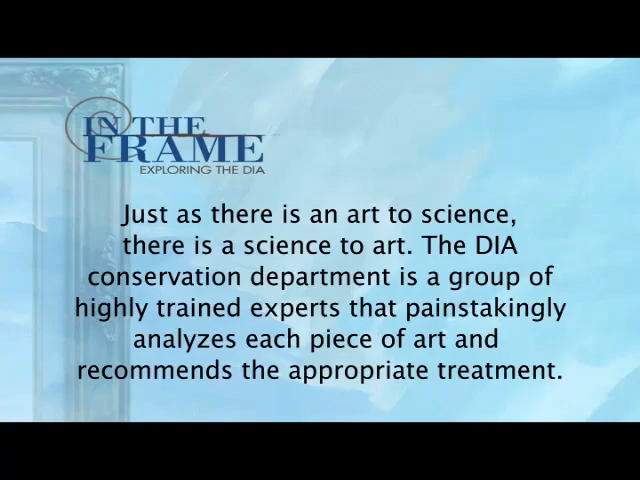 IN THE
FRAME
EXPLORING THE DIA
Just as there is an art to science,
there is a science to art. The DIA
conservation department is a group of
highly trained experts that painstakingly
analyzes each piece of art and
recommends the appropriate treatment.